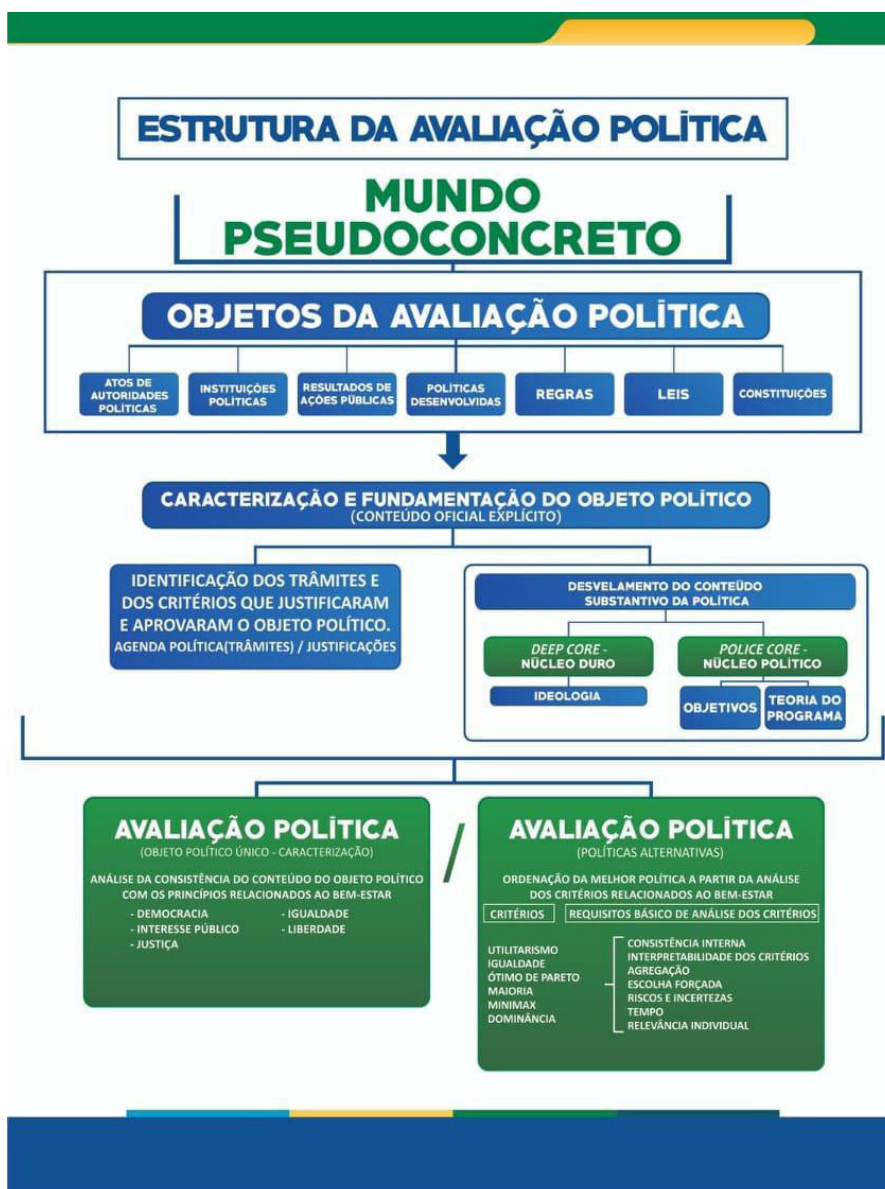 ESTRUTURA DA AVALIAÇÃO POLÍTICA
MUNDO
PSEUDOCONCRETO
OBJETOS DA AVALIAÇÃO POLÍTICA
ATOS DE
AUTORIDADES
POLÍTICAS
INSTITUIÇÕES
POLÍTICAS
RESULTADOS DE
AÇÕES PÚBLICAS
POLÍTICAS
DESENVOLVIDAS
REGRAS
LEIS
CONSTITUIÇÕES
CARACTERIZAÇÃO E FUNDAMENTAÇÃO DO OBJETO POLÍTICO
(CONTEÚDO OFICIAL EXPLÍCITO)
IDENTIFICAÇÃO DOS TRÂMITES E
DOS CRITÉRIOS QUE JUSTIFICARAM
E APROVARAM O OBJETO POLÍTICO.
AGENDA POLÍTICA(TRÂMITES) / JUSTIFICAÇÕES
DESVELAMENTO DO CONTEÚDO
SUBSTANTIVO DA POLÍTICA
DEEP CORE -
NÚCLEO DURO
IDEOLOGIA
POLICE CORE -
NÚCLEO POLÍTICO
OBJETIVOS
TEORIA DO
PROGRAMA
AVALIAÇÃO POLÍTICA
(OBJETO POLÍTICO ÚNICO - CARACTERIZAÇÃO)
ANÁLISE DA CONSISTÊNCIA DO CONTEÚDO DO OBJETO POLÍTICO
COM OS PRINCÍPIOS RELACIONADOS AO BEM-ESTAR
- DEMOCRACIA
- INTERESSE PÚBLICO
- JUSTIÇA
- IGUALDADE
- LIBERDADE
/
AVALIAÇÃO POLÍTICA
(POLÍTICAS ALTERNATIVAS)
ORDENAÇÃO DA MELHOR POLÍTICA A PARTIR DA ANÁLISE
DOS CRITÉRIOS RELACIONADOS AO BEM-ESTAR
CRITÉRIOS
REQUISITOS BÁSICO DE ANÁLISE DOS CRITÉRIOS
UTILITARISMO
IGUALDADE
ÓTIMO DE PARETO
MAIORIA
MINIMAX
DOMINÂNCIA
CONSISTÊNCIA INTERNA
INTERPRETABILIDADE DOS CRITÉRIOS
AGREGAÇÃO
ESCOLHA FORÇADA
RISCOS E INCERTEZAS
TEMPO
RELEVÂNCIA INDIVIDUAL